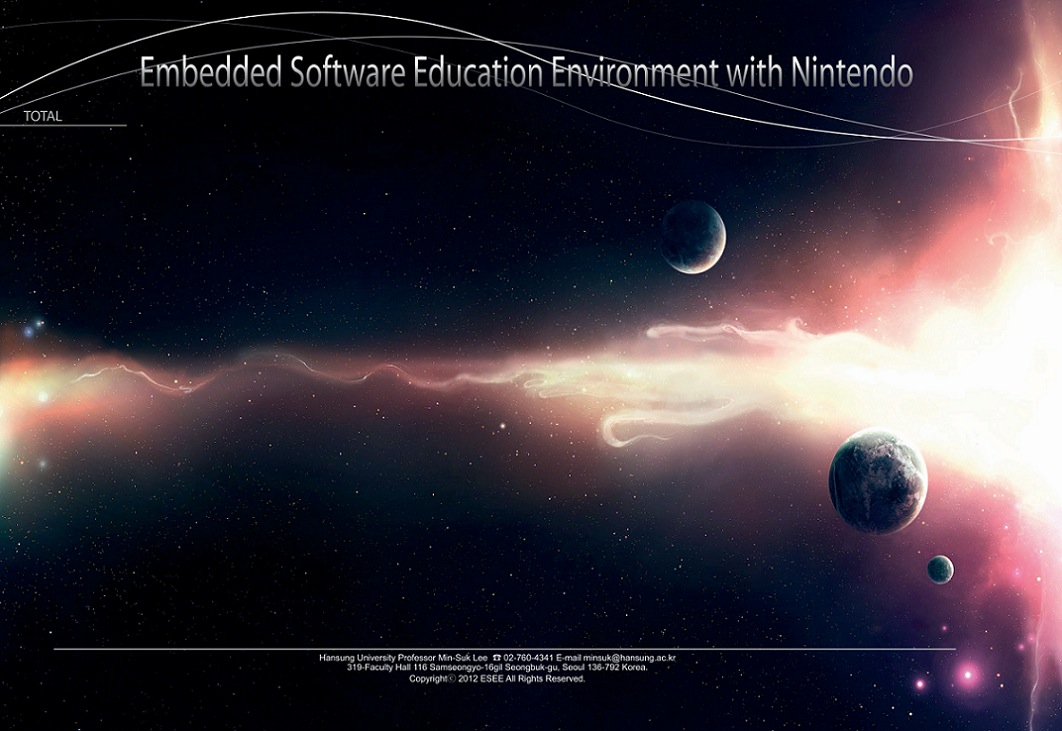 Embedded Software Education Environment with Nintendo
TOTAL
Hansung University Professor Min-Suk Lee ☎ 02-760-4341 E-mail minsuk@hansung.ac.kr
319-Faculty Hall 116 Samseongyo-16gil Seongbuk-gu, Seoul 136-792 Korea.
Copyrightⓒ 2012 ESEE All Rights Reserved.